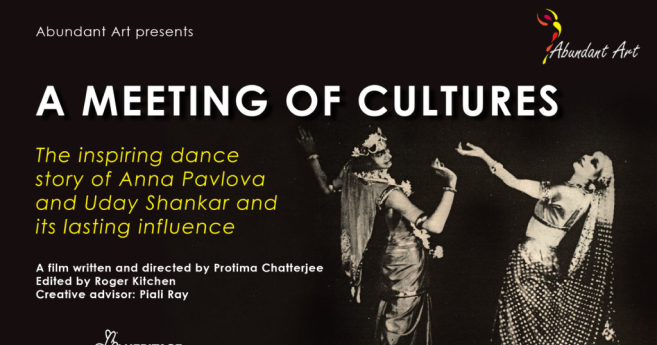 Abundant Art presents
Abundant Art
A MEETING OF CULTURES
The inspiring dance
story of Anna Pavlova
and Uday Shankar and
its lasting influence
A film written and directed by Protima Chatterjee
Edited by Roger Kitchen
Creative advisor: Piali Ray